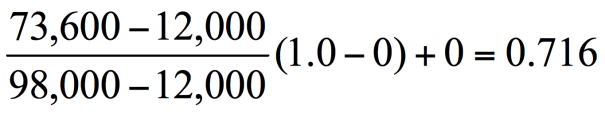 73,600 − 12,000
98,000 − 12,000
(1.0 − 0) + 0 = 0.716